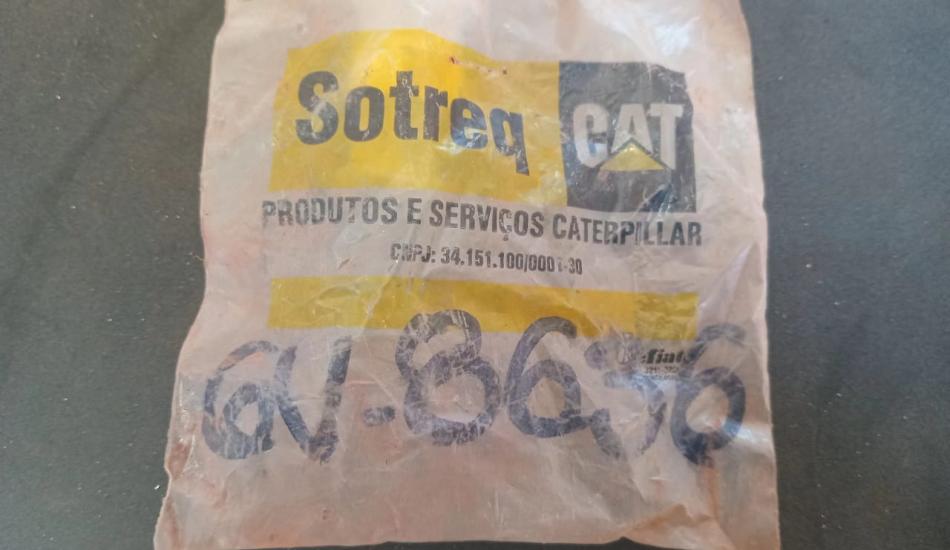 Sotreq CAT
PRODUTOS E SERVIÇOS CATERPILLAR
CNPJ: 34.151.100/0001-30
6V-8636